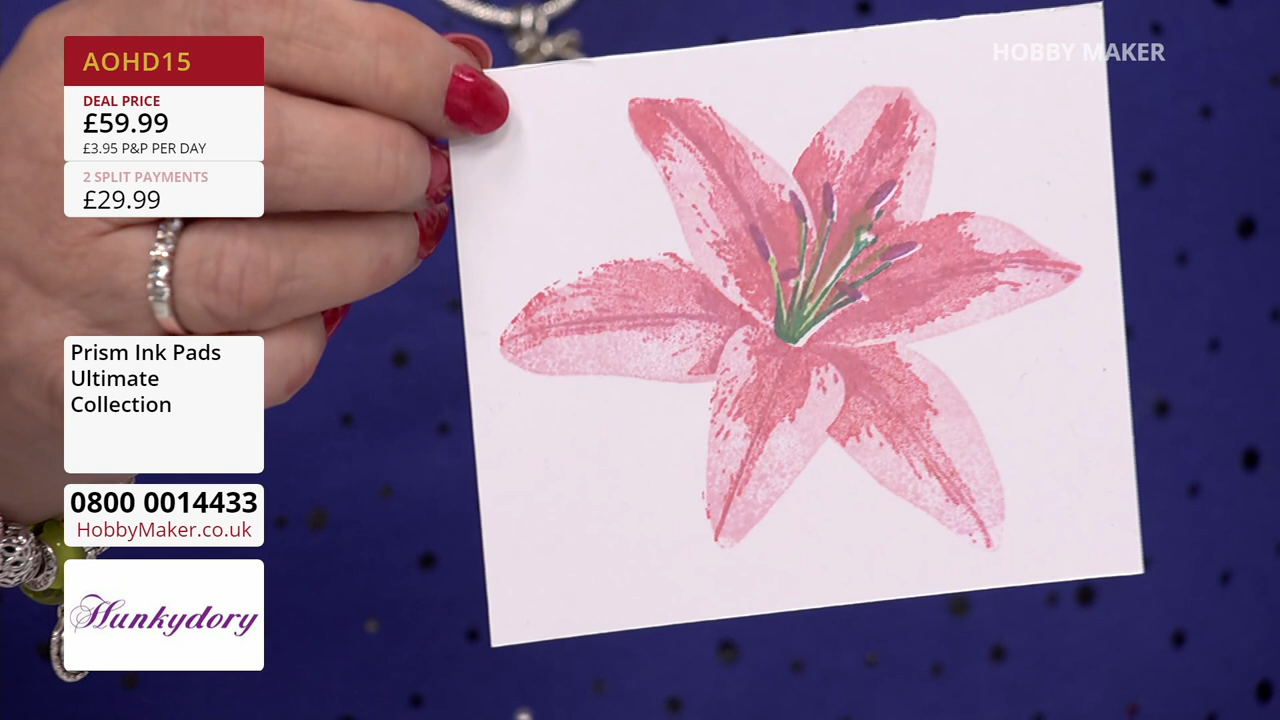 AOHD15
DEAL PRICE
£59.99
£3.95 P&P PER DAY
2 SPLIT PAYMENTS
£29.99
Prism Ink Pads
Ultimate
Collection
0800 0014433
HobbyMaker.co.uk
Hunkydory
HOBBY MAKER